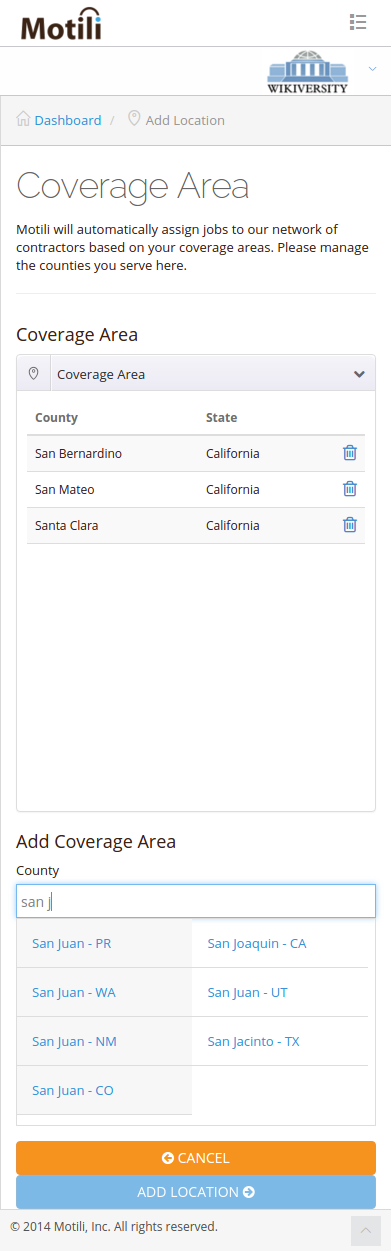 Motili
WIKIVERSITY
Dashboard / Add Location
Coverage Area
Motili will automatically assign jobs to our network of
contractors based on your coverage areas. Please manage
the counties you serve here.
Coverage Area
Coverage Area
County State
San Bernardino California
San Mateo California
Santa Clara California
Add Coverage Area
County
san j
San Juan - PR San Joaquin - CA
San Juan - WA San Juan - UT
San Juan - NM San Jacinto - TX
San Juan - CO
CANCEL
ADD LOCATION
© 2014 Motili, Inc. All rights reserved.